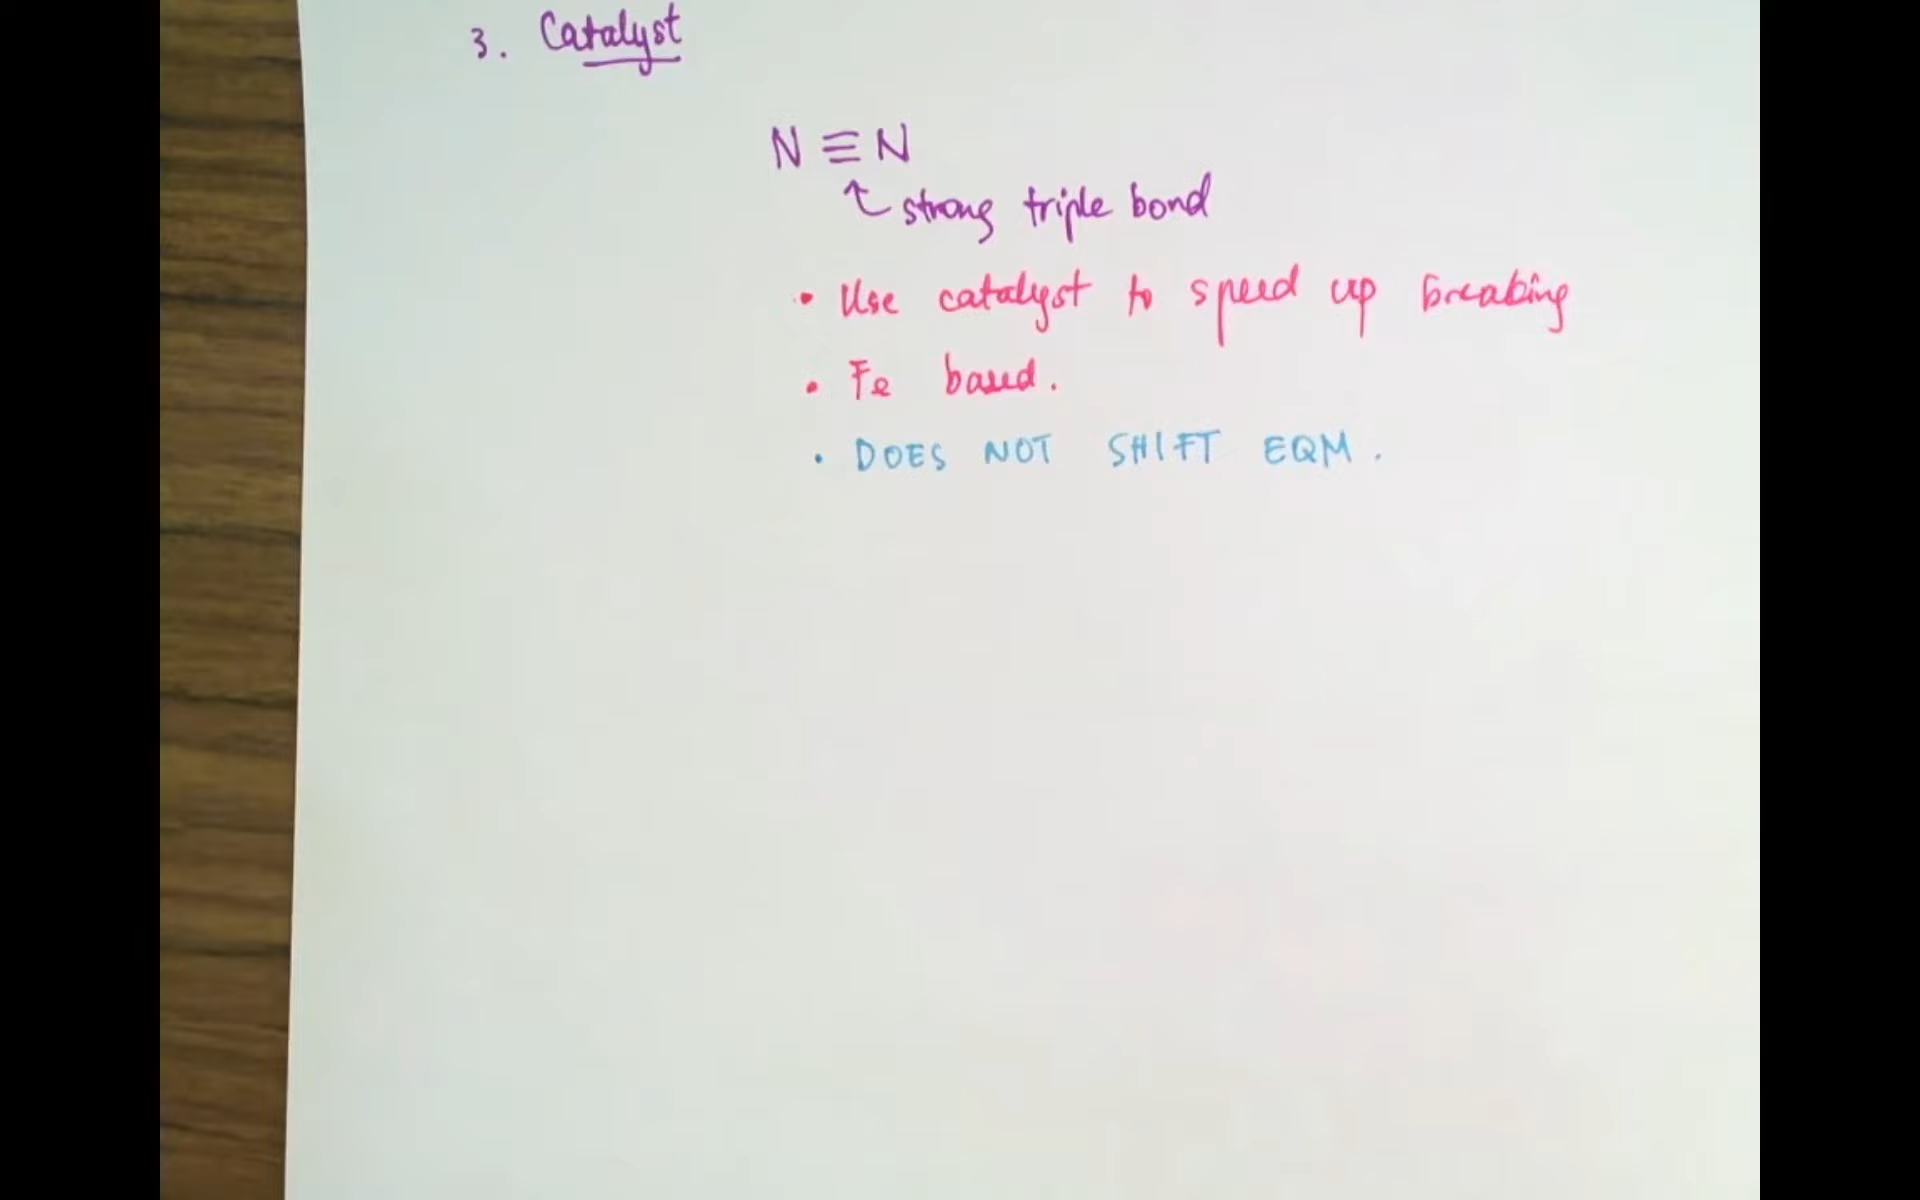 3. Catalyst
N ≡ N
↑ strong triple bond
• Use catalyst to speed up breaking
• Fe based.
• DOES NOT SHIFT EQM.